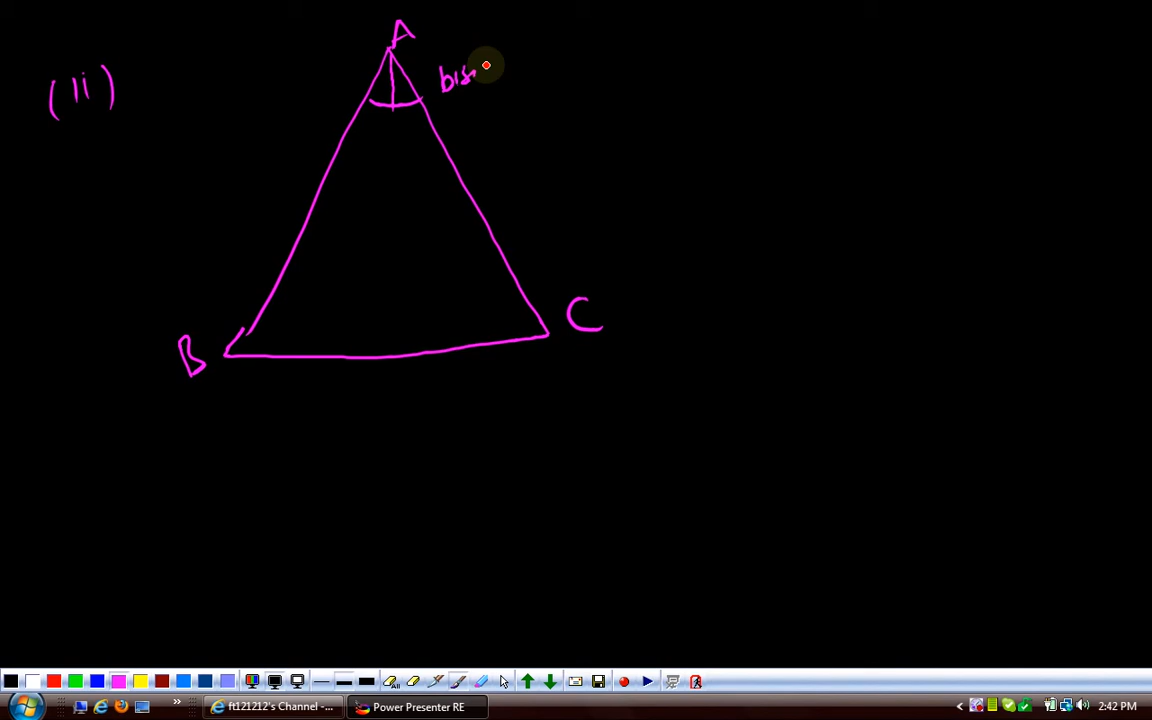 A
(ii)
bis
B
C
ft121212's Channel -...
Power Presenter RE
2:42 PM